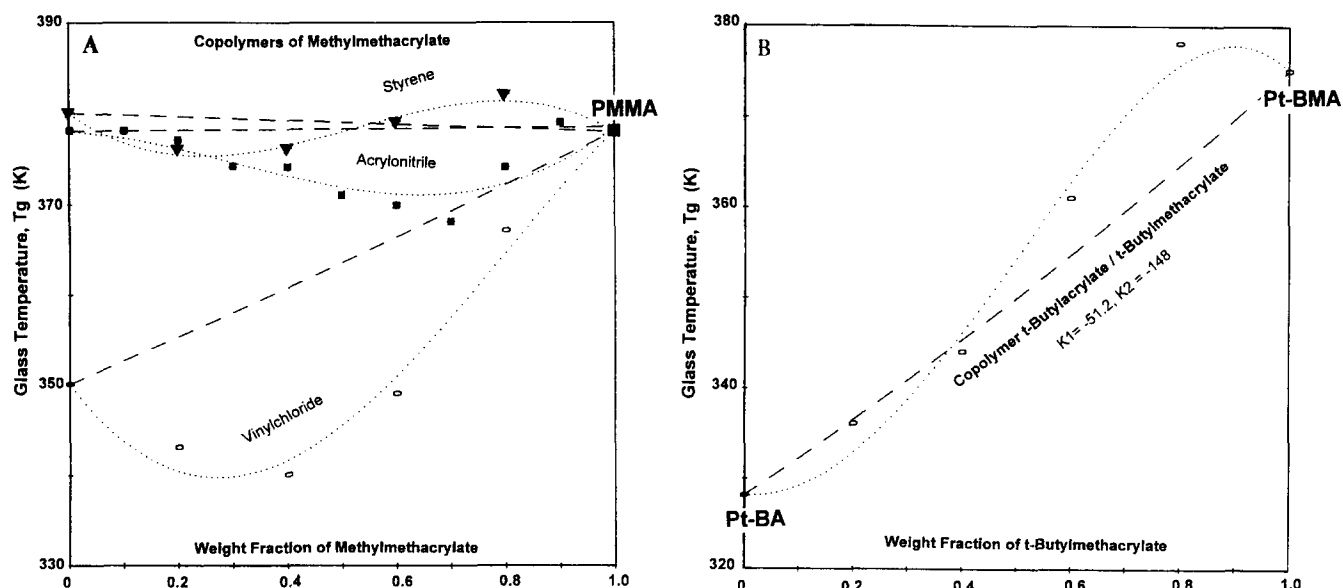 A
Copolymers of Methylmethacrylate
Styrene
PMMA
Acrylonitrile
Vinylchloride
Glass Temperature, Tg (K)
390
370
350
330
Weight Fraction of Methylmethacrylate
0 0.2 0.4 0.6 0.8 1.0
B
Pt-BMA
Copolymer t-Butylacrylate / t-Butylmethacrylate
K1= -51.2, K2 = -148
Pt-BA
Glass Temperature, Tg (K)
380
360
340
320
Weight Fraction of t-Butylmethacrylate
0 0.2 0.4 0.6 0.8 1.0